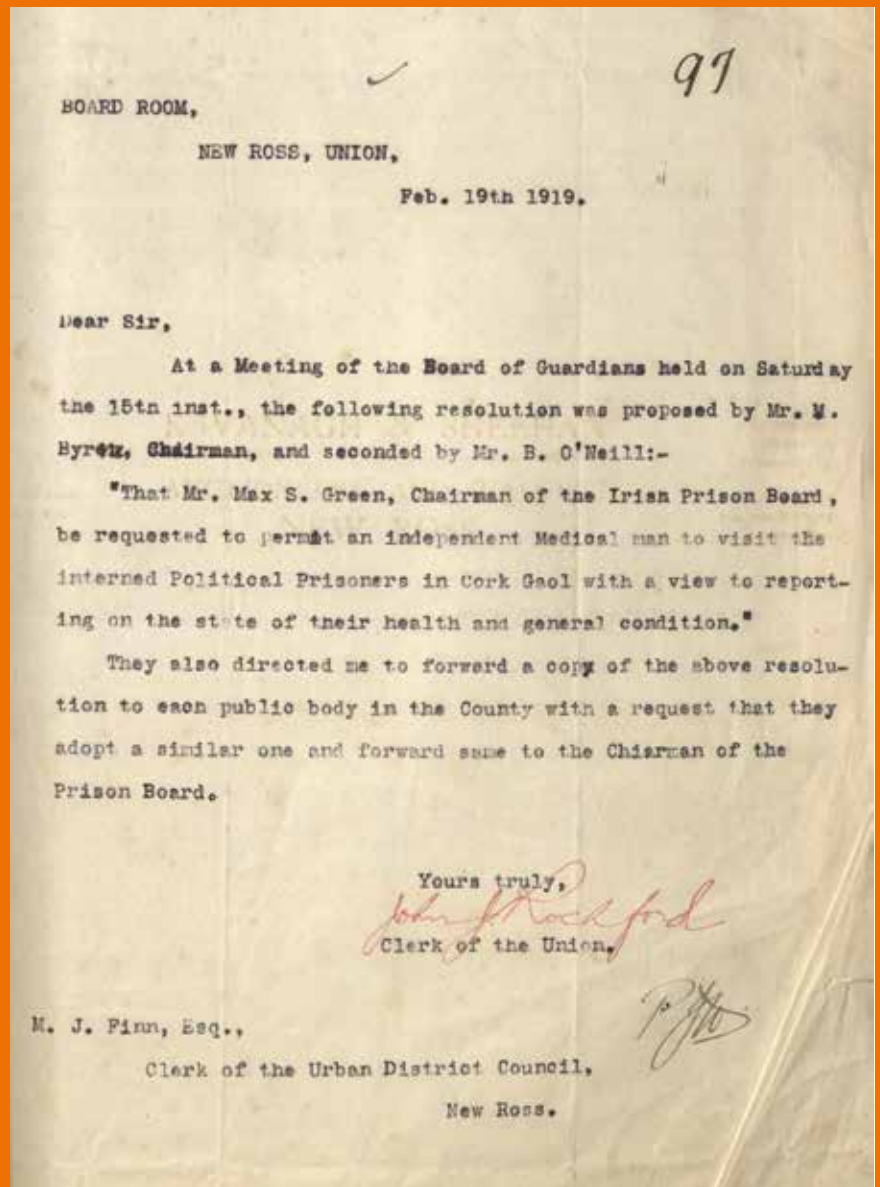 97
BOARD ROOM,
NEW ROSS, UNION,
Feb. 19th 1919.
Dear Sir,
At a Meeting of the Board of Guardians held on Saturday
the 15th inst., the following resolution was proposed by Mr. M.
Chairman, and seconded by Mr. B. O'Neill:-
"That Mr. Max S. Green, Chairman of the Irish Prison Board,
be requested to permit an independent Medical man to visit the
interned Political Prisoners in Cork Gaol with a view to report-
ing on the state of their health and general condition."
They also directed me to forward a copy of the above resolu-
tion to each public body in the County with a request that they
adopt a similar one and forward same to the Chiarman of the
Prison Board.
Yours truly,
John J. Rochford
Clerk of the Union.
M. J. Finn, Esq.,
Clerk of the Urban District Council,
New Ross.